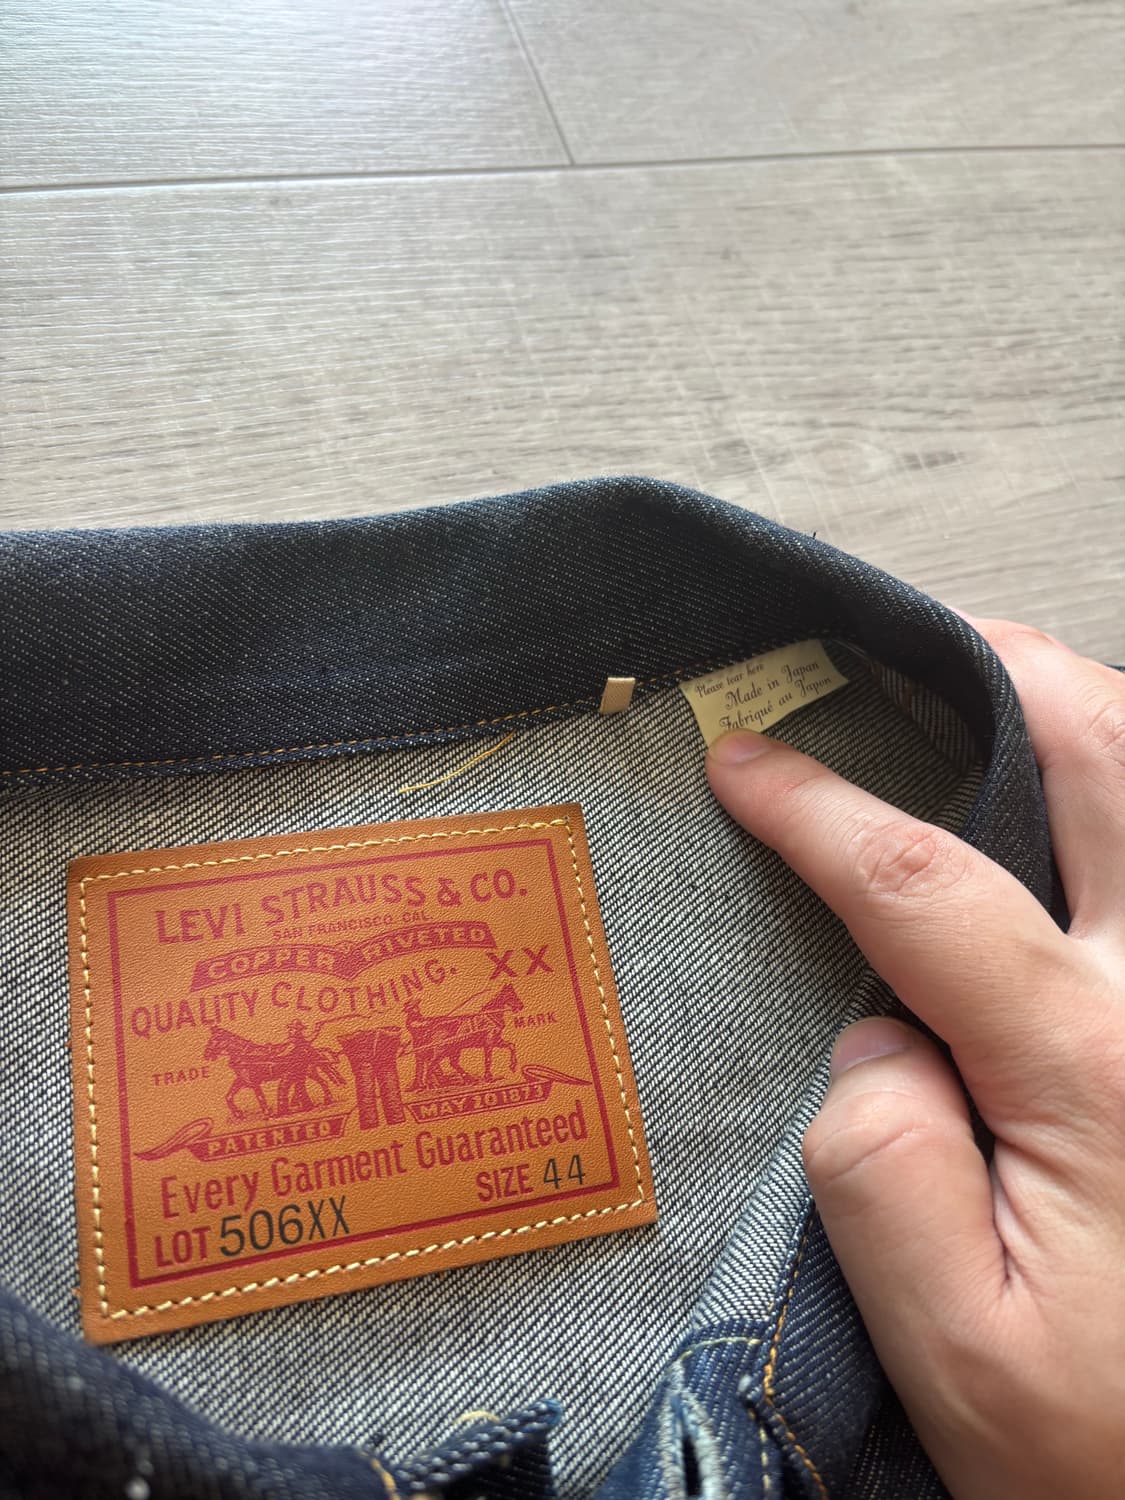 Please tear here
Made in Japan
Fabriqué au Japon
LEVI STRAUSS & CO.
SAN FRANCISCO, CAL.
COPPER RIVETED
QUALITY CLOTHING. XX
TRADE MARK
PATENTED MAY 20 1873
Every Garment Guaranteed
LOT 506XX SIZE 44